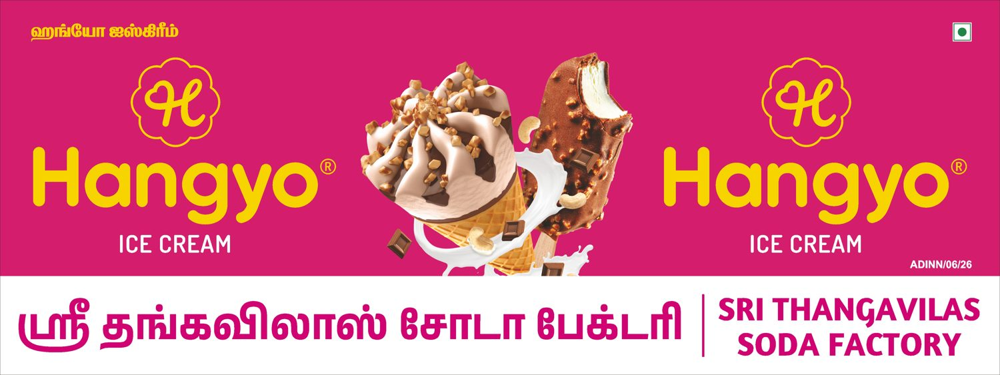 ஹங்யோ ஐஸ்கிரீம்
H
Hangyo®
ICE CREAM
H
Hangyo®
ICE CREAM
ADINN/06/26
ஸ்ரீ தங்கவிலாஸ் சோடா பேக்டரி
SRI THANGAVILAS
SODA FACTORY